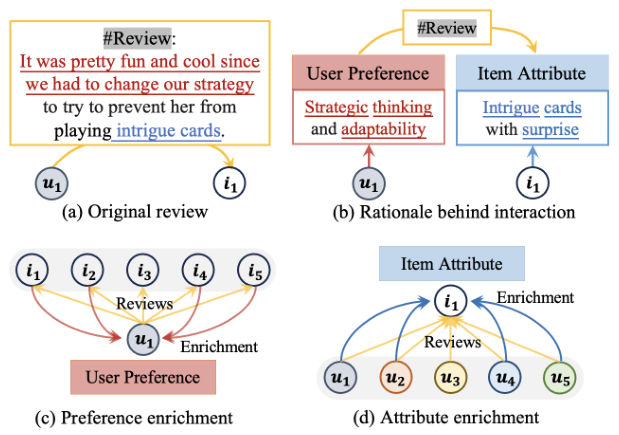 #Review:
It was pretty fun and cool since
we had to change our strategy
to try to prevent her from
playing intrigue cards.
u1
i1
(a) Original review
#Review
User Preference
Item Attribute
Strategic thinking
and adaptability
Intrigue cards
with surprise
u1
i1
(b) Rationale behind interaction
i1 i2 i3 i4 i5
Reviews
u1
Enrichment
User Preference
(c) Preference enrichment
Item Attribute
i1
Enrichment
Reviews
u1 u2 u3 u4 u5
(d) Attribute enrichment